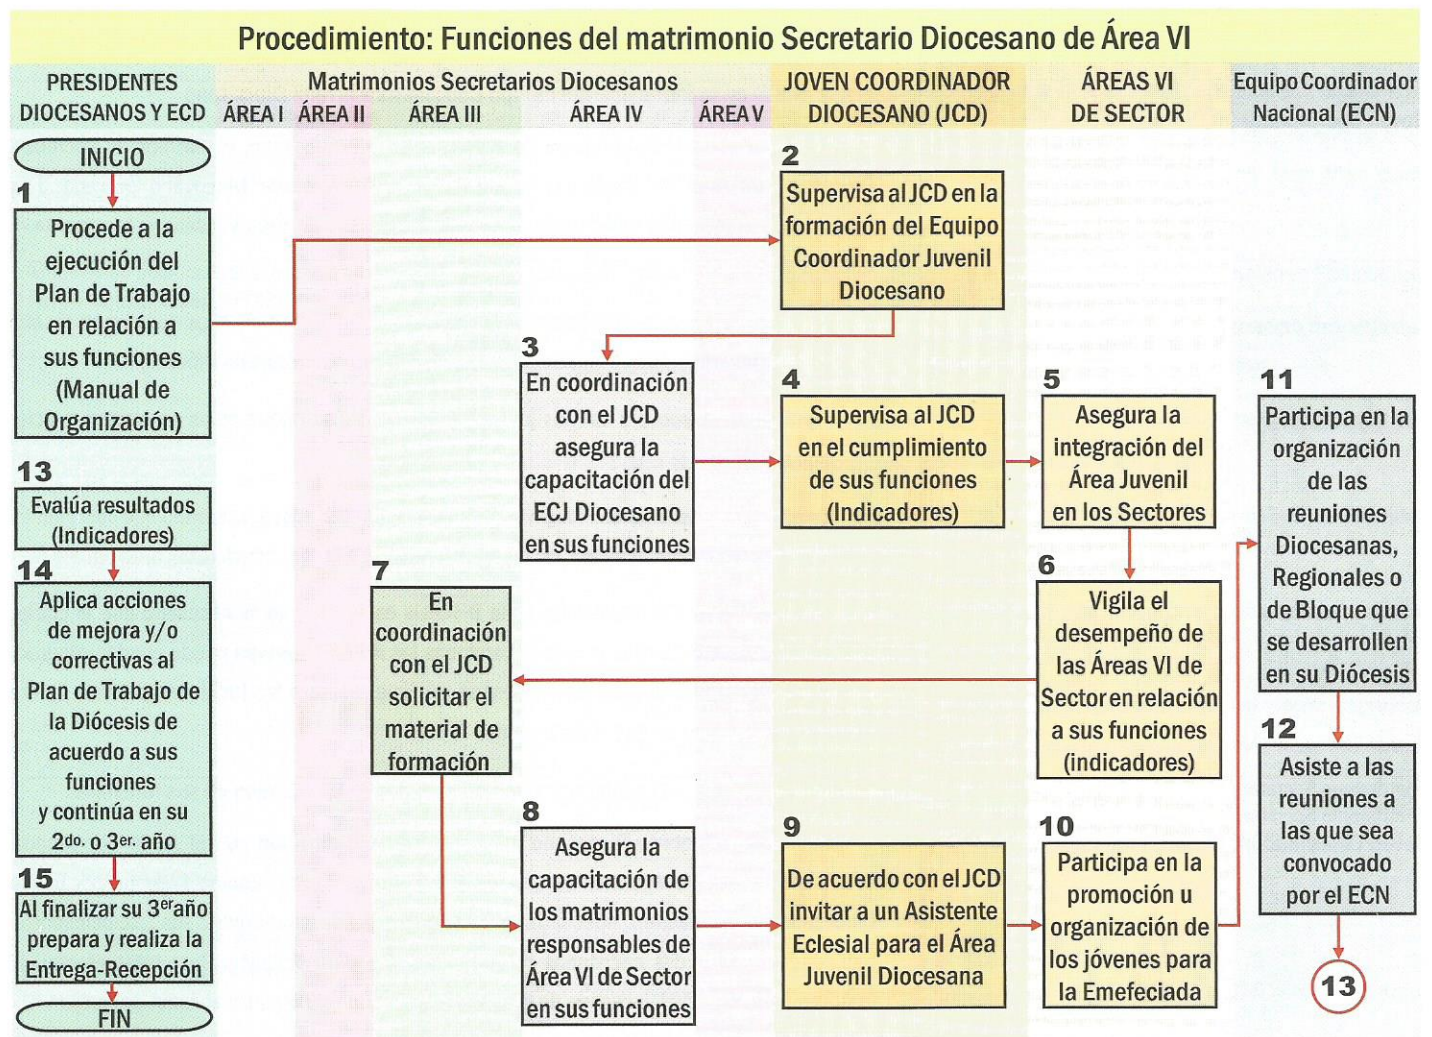 Procedimiento: Funciones del matrimonio Secretario Diocesano de Área VI
PRESIDENTES
DIOCESANOS Y ECD
Matrimonios Secretarios Diocesanos
ÁREA I
ÁREA II
ÁREA III
ÁREA IV
ÁREA V
JOVEN COORDINADOR
DIOCESANO (JCD)
ÁREAS VI
DE SECTOR
Equipo Coordinador
Nacional (ECN)
INICIO
1
Procede a la
ejecución del
Plan de Trabajo
en relación a
sus funciones
(Manual de
Organización)
2
Supervisa al JCD en la
formación del Equipo
Coordinador Juvenil
Diocesano
3
En coordinación
con el JCD
asegura la
capacitación del
ECJ Diocesano
en sus funciones
4
Supervisa al JCD
en el cumplimiento
de sus funciones
(Indicadores)
5
Asegura la
integración del
Área Juvenil
en los Sectores
6
Vigila el
desempeño de
las Áreas VI de
Sector en relación
a sus funciones
(indicadores)
7
En
coordinación
con el JCD
solicitar el
material de
formación
8
Asegura la
capacitación de
los matrimonios
responsables de
Área VI de Sector
en sus funciones
9
De acuerdo con el JCD
invitar a un Asistente
Eclesial para el Área
Juvenil Diocesana
10
Participa en la
promoción u
organización de
los jóvenes para
la Emefeciada
11
Participa en la
organización
de las
reuniones
Diocesanas,
Regionales o
de Bloque que
se desarrollen
en su Diócesis
12
Asiste a las
reuniones a
las que sea
convocado
por el ECN
13
13
Evalúa resultados
(Indicadores)
14
Aplica acciones
de mejora y/o
correctivas al
Plan de Trabajo de
la Diócesis de
acuerdo a sus
funciones
y continúa en su
2do. o 3er. año
15
Al finalizar su 3er año
prepara y realiza la
Entrega-Recepción
FIN